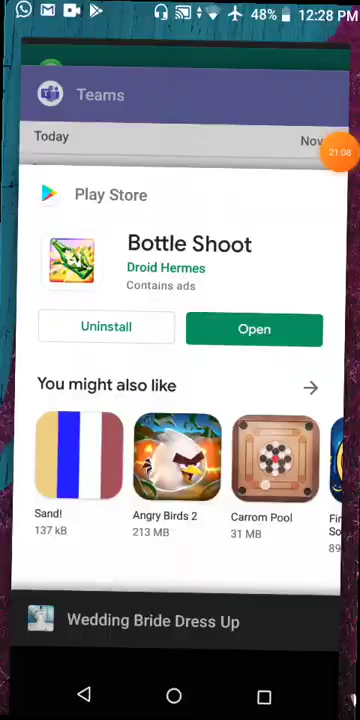 48% 12:28 PM
Teams
Today Nov
21:08
Play Store
Bottle Shoot
Droid Hermes
Contains ads
Uninstall Open
You might also like
Sand! Angry Birds 2 Carrom Pool
137 kB 213 MB 31 MB 89
Wedding Bride Dress Up